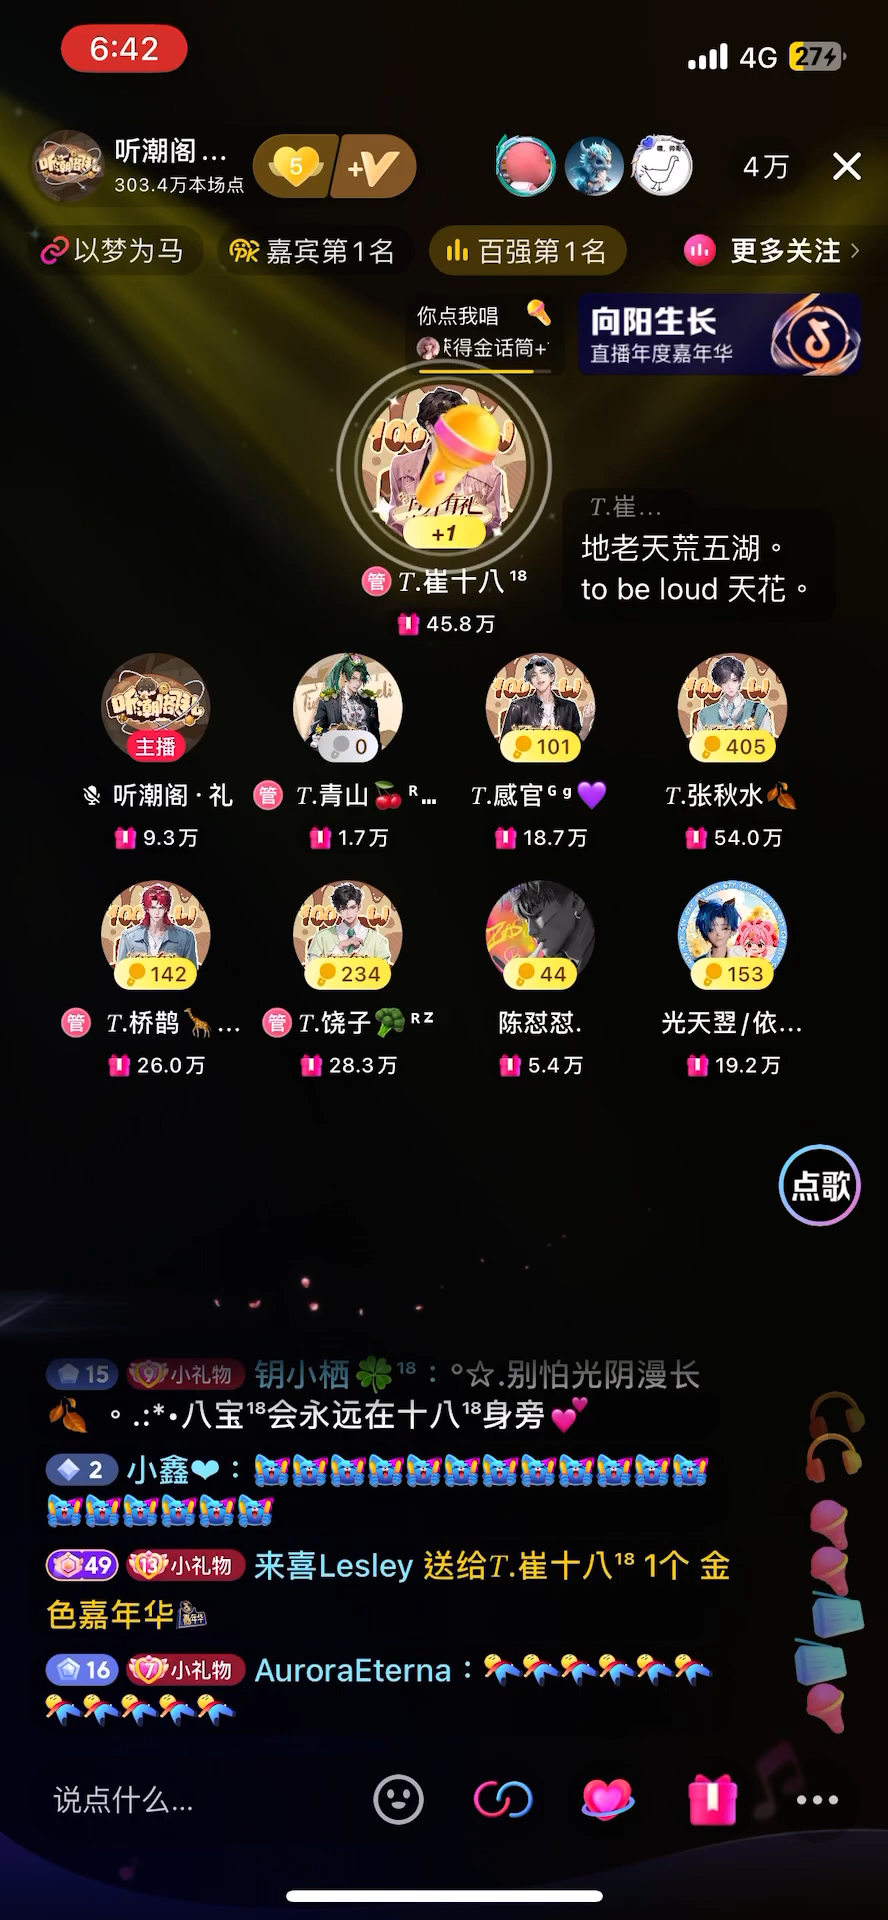 6:42
4G 27
听潮阁...
303.4万本场点
5
+
4万
以梦为马
PK 嘉宾第1名
百强第1名
更多关注
你点我唱
获得金话筒+
向阳生长
直播年度嘉年华
+1
管 T.崔十八¹⁸
45.8万
T.崔...
地老天荒五湖。
to be loud 天花。
主播
0
101
405
听潮阁·礼
管 T.青山🍒ᴿ...
T.感官ᴳᵍ💜
T.张秋水🍂
9.3万
1.7万
18.7万
54.0万
142
234
44
153
管 T.桥鹊🦒...
管 T.饶子🥦ᴿᶻ
陈怼怼.
光天翌/依...
26.0万
28.3万
5.4万
19.2万
点歌
15 9 小礼物 钥小栖🍀¹⁸：°☆.别怕光阴漫长
🍂 。.:*•八宝¹⁸会永远在十八¹⁸身旁💕
2 小鑫❤：
49 13 小礼物 来喜Lesley 送给T.崔十八¹⁸ 1个 金
色嘉年华
16 7 小礼物 AuroraEterna：
说点什么...